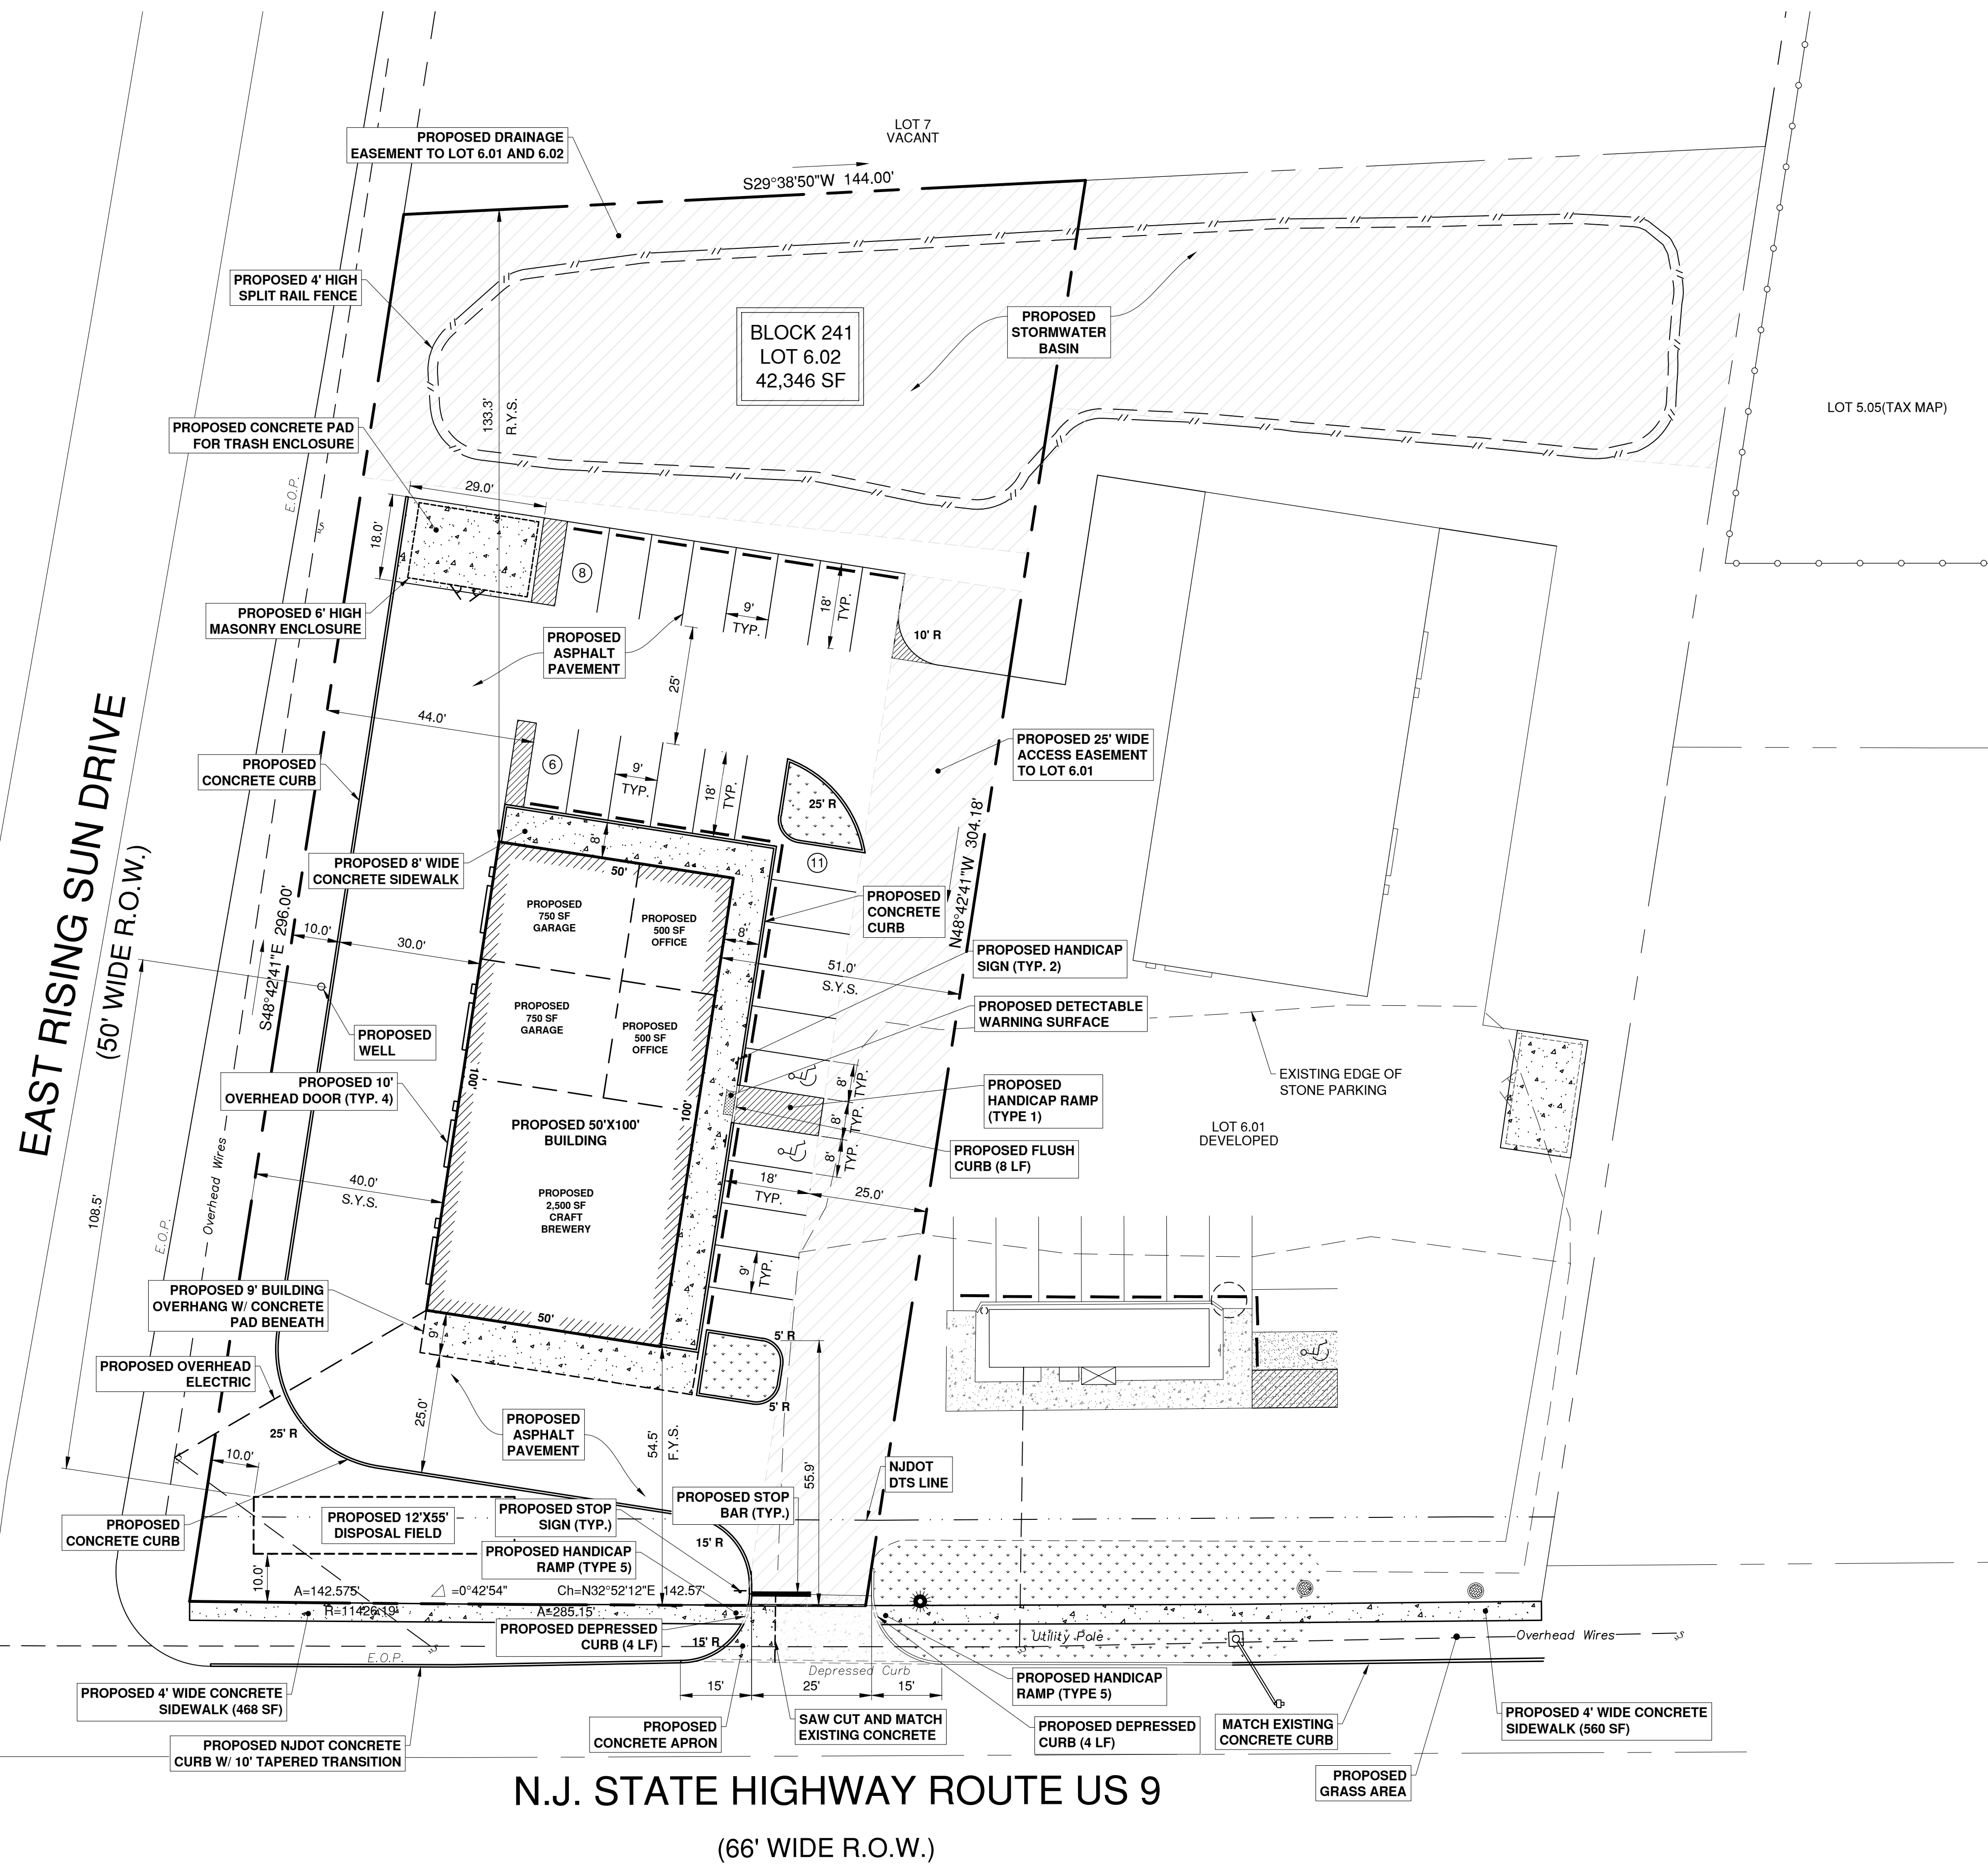 LOT 7
VACANT
PROPOSED DRAINAGE
EASEMENT TO LOT 6.01 AND 6.02
S29°38'50"W 144.00'
PROPOSED 4' HIGH
SPLIT RAIL FENCE
BLOCK 241
LOT 6.02
42,346 SF
PROPOSED
STORMWATER
BASIN
133.3'
R.Y.S.
LOT 5.05(TAX MAP)
PROPOSED CONCRETE PAD
FOR TRASH ENCLOSURE
E.O.P.
29.0'
18.0'
8
PROPOSED 6' HIGH
MASONRY ENCLOSURE
9'
TYP.
18'
TYP.
10' R
PROPOSED
ASPHALT
PAVEMENT
25'
44.0'
PROPOSED 25' WIDE
ACCESS EASEMENT
TO LOT 6.01
PROPOSED
CONCRETE CURB
6
9'
TYP.
18'
TYP.
25' R
11
EAST RISING SUN DRIVE
(50' WIDE R.O.W.)
S48°42'41"E 296.00'
N48°42'41"W 304.18'
PROPOSED 8' WIDE
CONCRETE SIDEWALK
8'
50'
PROPOSED
750 SF
GARAGE
PROPOSED
500 SF
OFFICE
PROPOSED
CONCRETE
CURB
8'
10.0'
30.0'
51.0'
S.Y.S.
PROPOSED HANDICAP
SIGN (TYP. 2)
PROPOSED
750 SF
GARAGE
PROPOSED
500 SF
OFFICE
PROPOSED DETECTABLE
WARNING SURFACE
PROPOSED
WELL
PROPOSED 10'
OVERHEAD DOOR (TYP. 4)
100'
100'
8'
TYP.
8'
TYP.
8'
TYP.
PROPOSED
HANDICAP RAMP
(TYPE 1)
EXISTING EDGE OF
STONE PARKING
PROPOSED 50'X100'
BUILDING
LOT 6.01
DEVELOPED
PROPOSED FLUSH
CURB (8 LF)
Overhead Wires
108.5'
40.0'
S.Y.S.
18'
TYP.
25.0'
PROPOSED
2,500 SF
CRAFT
BREWERY
E.O.P.
9'
TYP.
PROPOSED 9' BUILDING
OVERHANG W/ CONCRETE
PAD BENEATH
50'
9'
5' R
PROPOSED OVERHEAD
ELECTRIC
5' R
25.0'
25' R
PROPOSED
ASPHALT
PAVEMENT
54.5'
F.Y.S.
55.9'
10.0'
NJDOT
DTS LINE
PROPOSED STOP
BAR (TYP.)
PROPOSED STOP
SIGN (TYP.)
PROPOSED 12'X55'
DISPOSAL FIELD
PROPOSED
CONCRETE CURB
15' R
PROPOSED HANDICAP
RAMP (TYPE 5)
10.0'
A=142.575'
=0°42'54"
Ch=N32°52'12"E 142.57'
R=11426.19'
A=285.15'
PROPOSED DEPRESSED
CURB (4 LF)
15' R
Utility Pole
Overhead Wires
E.O.P.
Depressed Curb
15'
25'
15'
PROPOSED HANDICAP
RAMP (TYPE 5)
PROPOSED 4' WIDE CONCRETE
SIDEWALK (468 SF)
PROPOSED NJDOT CONCRETE
CURB W/ 10' TAPERED TRANSITION
PROPOSED
CONCRETE APRON
SAW CUT AND MATCH
EXISTING CONCRETE
PROPOSED DEPRESSED
CURB (4 LF)
MATCH EXISTING
CONCRETE CURB
PROPOSED 4' WIDE CONCRETE
SIDEWALK (560 SF)
PROPOSED
GRASS AREA
N.J. STATE HIGHWAY ROUTE US 9
(66' WIDE R.O.W.)